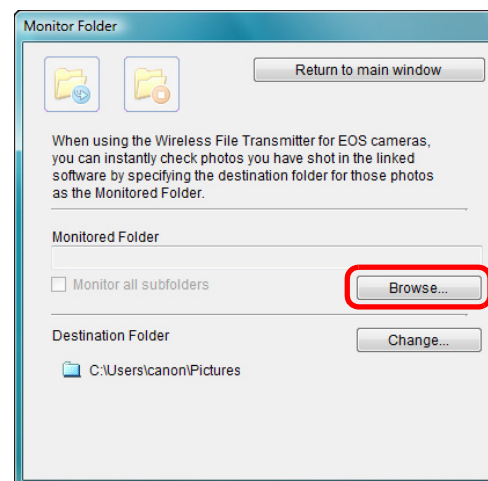 Monitor Folder
Return to main window
When using the Wireless File Transmitter for EOS cameras,
you can instantly check photos you have shot in the linked
software by specifying the destination folder for those photos
as the Monitored Folder.
Monitored Folder
Monitor all subfolders
Browse...
Destination Folder
Change...
C:\Users\canon\Pictures